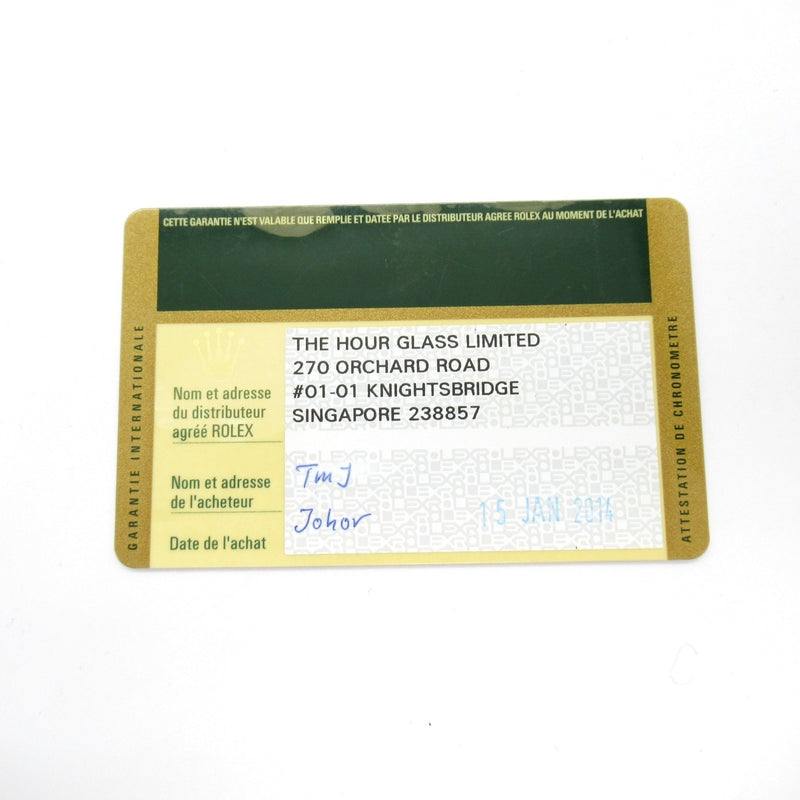 CETTE GARANTIE N'EST VALABLE QUE REMPLIE ET DATEE PAR LE DISTRIBUTEUR AGREE ROLEX AU MOMENT DE L'ACHAT
GARANTIE INTERNATIONALE
Nom et adresse
du distributeur
agréé ROLEX
THE HOUR GLASS LIMITED
270 ORCHARD ROAD
#01-01 KNIGHTSBRIDGE
SINGAPORE 238857
Nom et adresse
de l'acheteur
TmJ
Johor
Date de l'achat
15 JAN 2014
ATTESTATION DE CHRONOMETRE